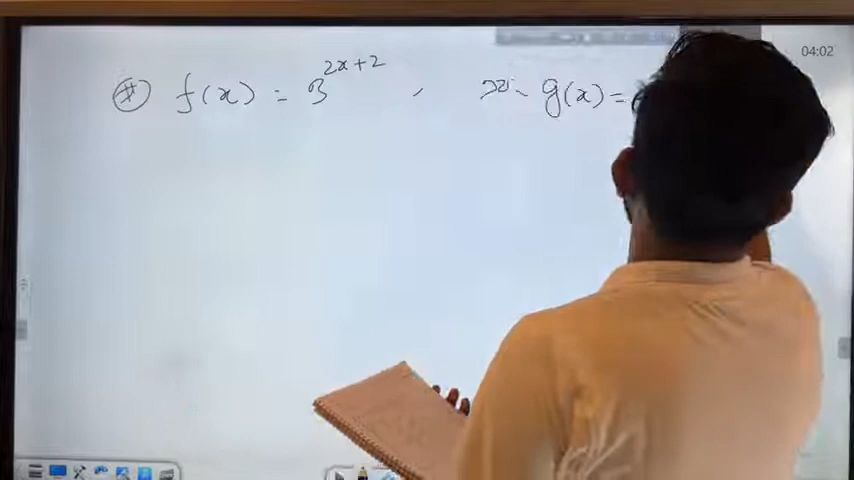 04:02
# f(x) = 3^{2x+2} , g(x) =